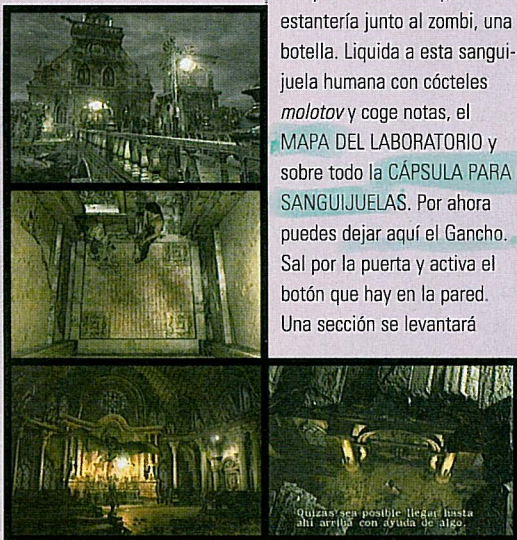 estantería junto al zombi, una
botella. Liquida a esta sangui-
juela humana con cócteles
molotov y coge notas, el
MAPA DEL LABORATORIO y
sobre todo la CÁPSULA PARA
SANGUIJUELAS. Por ahora
puedes dejar aquí el Gancho.
Sal por la puerta y activa el
botón que hay en la pared.
Una sección se levantará
Quizás sea posible llegar hasta
ahí arriba con ayuda de algo.